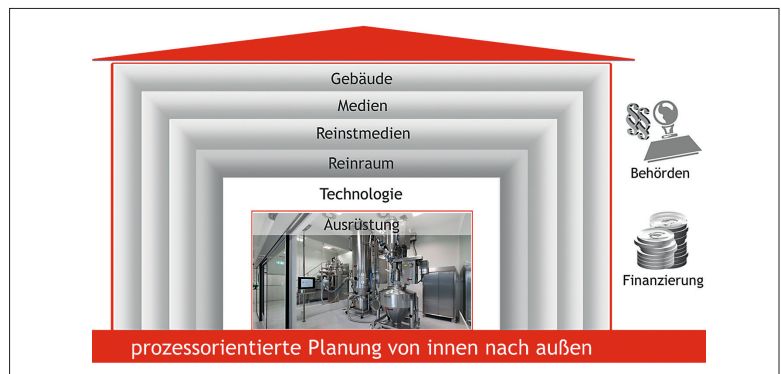 Gebäude
Medien
Reinstmedien
Reinraum
Technologie
Ausrüstung
§§
Behörden
Finanzierung
prozessorientierte Planung von innen nach außen